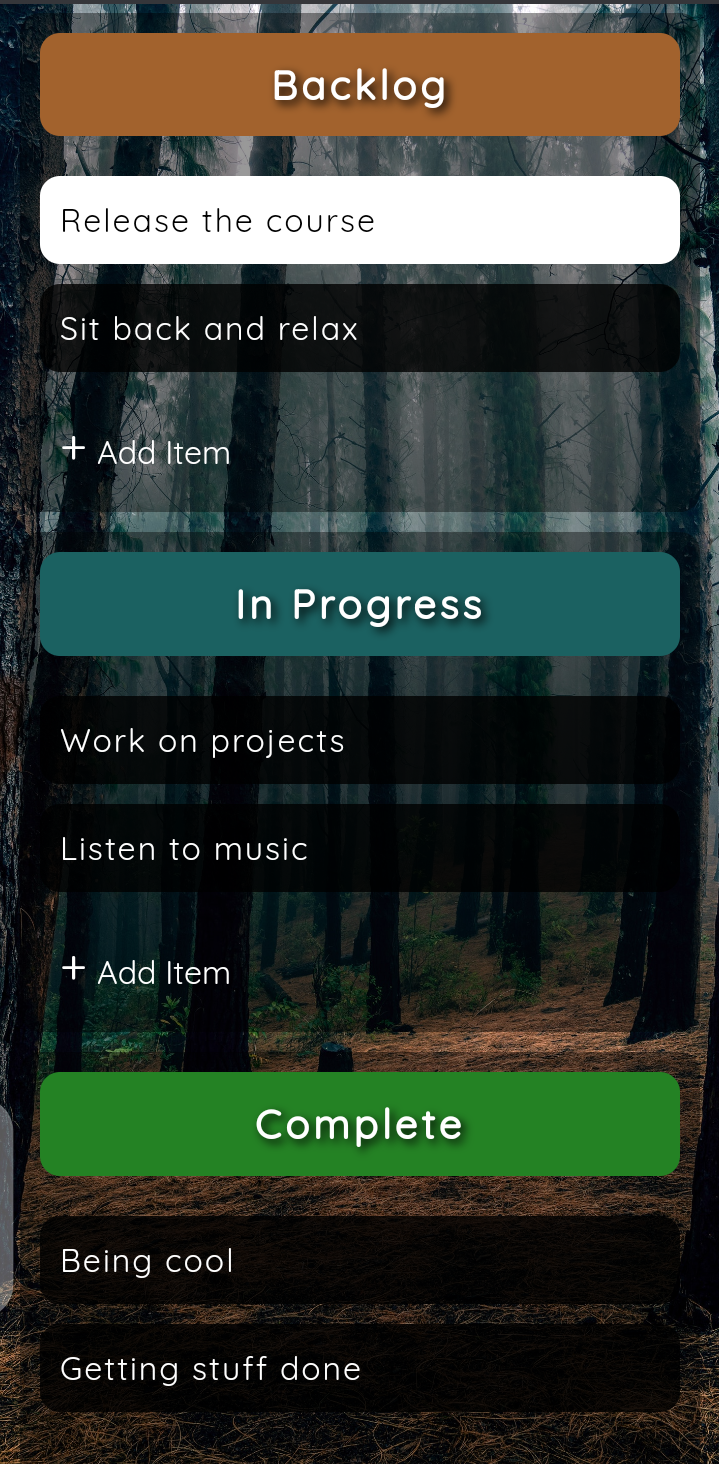 Backlog
Release the course
Sit back and relax
+ Add Item
In Progress
Work on projects
Listen to music
+ Add Item
Complete
Being cool
Getting stuff done